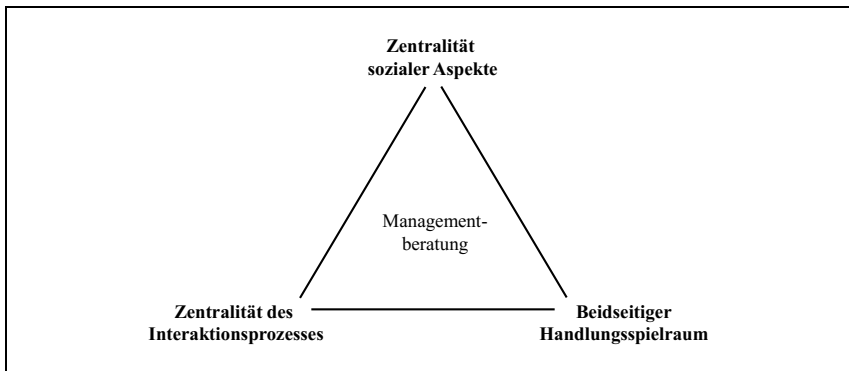 Zentralität
sozialer Aspekte
Management-
beratung
Zentralität des
Interaktionsprozesses
Beidseitiger
Handlungsspielraum